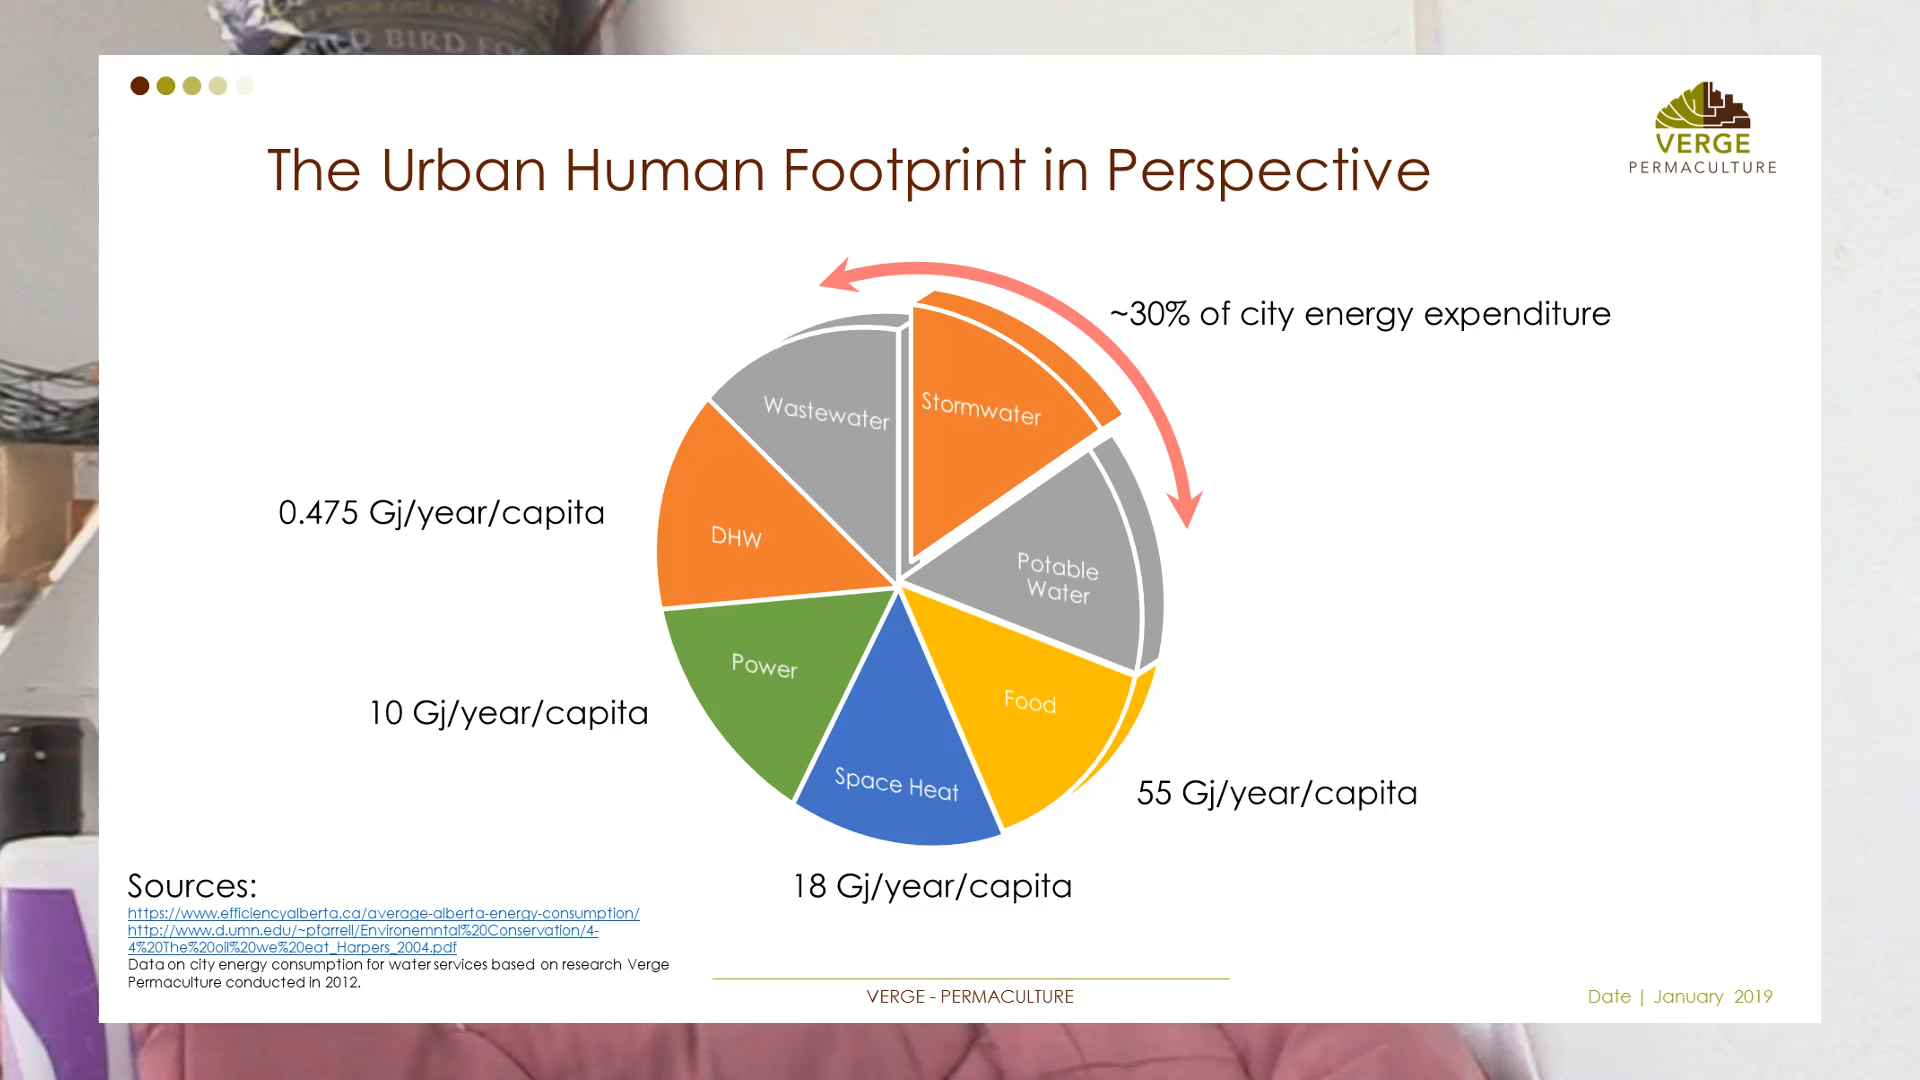 LD BIRD FO
VERGE
PERMACULTURE
The Urban Human Footprint in Perspective
~30% of city energy expenditure
Wastewater
Stormwater
0.475 Gj/year/capita
DHW
Potable
Water
Power
Food
10 Gj/year/capita
Space Heat
55 Gj/year/capita
18 Gj/year/capita
Sources:
https://www.efficiencyalberta.ca/average-alberta-energy-consumption/
http://www.d.umn.edu/~pfarrell/Environemntal%20Conservation/4-
4%20The%20oil%20we%20eat_Harpers_2004.pdf
Data on city energy consumption for water services based on research Verge
Permaculture conducted in 2012.
VERGE - PERMACULTURE
Date | January 2019